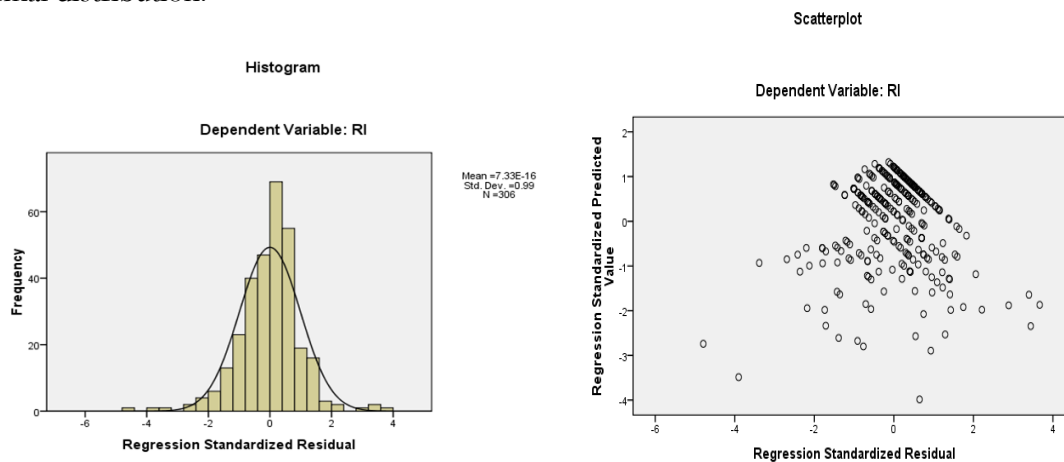 distribution.
Histogram
Dependent Variable: RI
Mean =7.33E-16
Std. Dev. =0.99
N =306
Frequency
60
40
20
0
-6 -4 -2 0 2 4
Regression Standardized Residual
Scatterplot
Dependent Variable: RI
Regression Standardized Predicted
Value
2
1
0
-1
-2
-3
-4
-6 -4 -2 0 2 4
Regression Standardized Residual